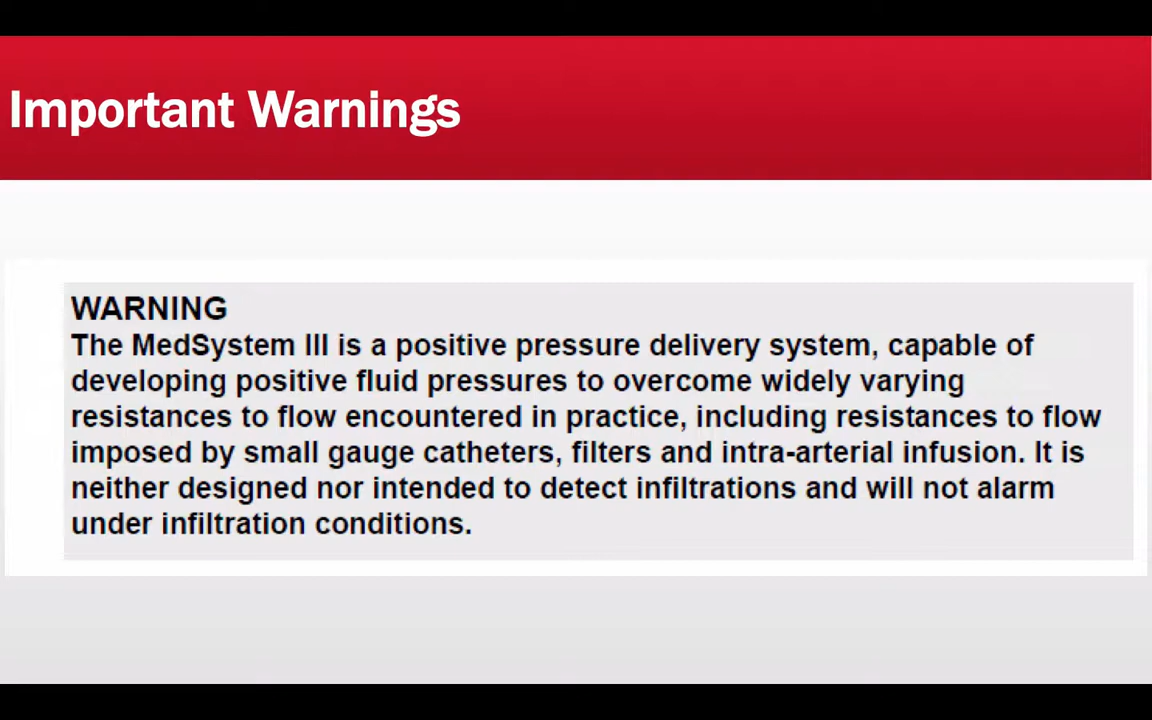 Important Warnings
WARNING
The MedSystem III is a positive pressure delivery system, capable of
developing positive fluid pressures to overcome widely varying
resistances to flow encountered in practice, including resistances to flow
imposed by small gauge catheters, filters and intra-arterial infusion. It is
neither designed nor intended to detect infiltrations and will not alarm
under infiltration conditions.